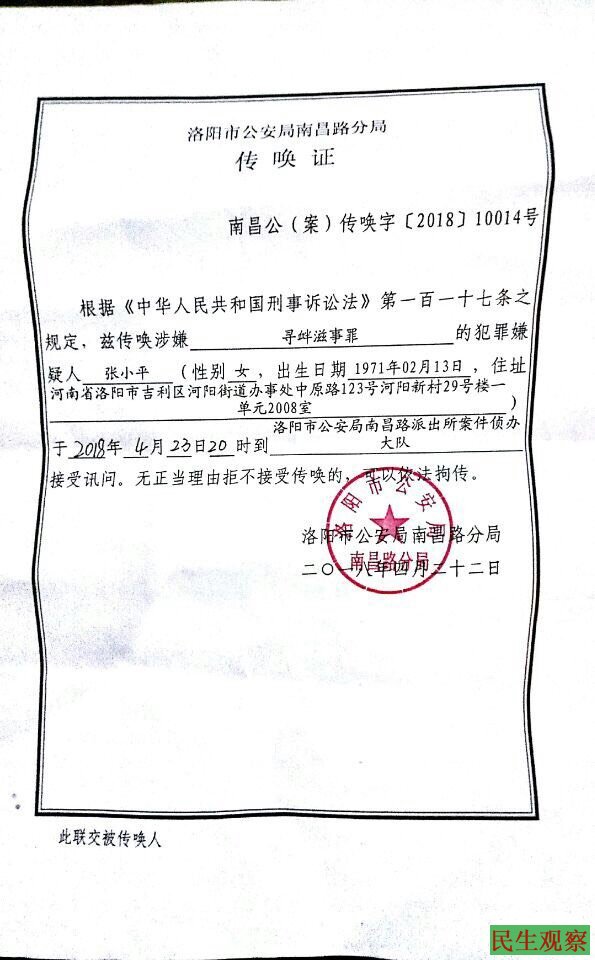 洛阳市公安局南昌路分局
传唤证
南昌公（案）传唤字〔2018〕10014号
根据《中华人民共和国刑事诉讼法》第一百一十七条之
规定，兹传唤涉嫌 寻衅滋事罪 的犯罪嫌
疑人 张小平 （性别 女，出生日期 1971年02月13日，住址
河南省洛阳市吉利区河阳街道办事处中原路123号河阳新村29号楼一
单元2008室）
洛阳市公安局南昌路派出所案件侦办
于2018年4月23日20时到 大队
接受讯问。无正当理由拒不接受传唤的，可以依法拘传。
洛阳市公安局
南昌路分局
洛阳市公安局南昌路分局
二〇一八年四月二十二日
此联交被传唤人
民生观察